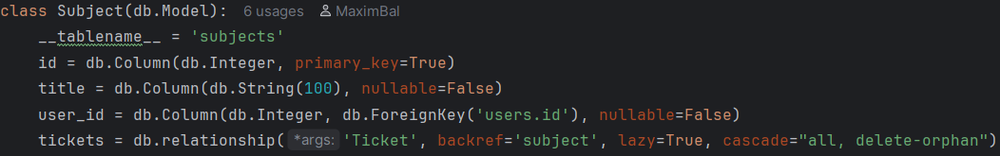 class Subject(db.Model): 6 usages MaximBal
__tablename__ = 'subjects'
id = db.Column(db.Integer, primary_key=True)
title = db.Column(db.String(100), nullable=False)
user_id = db.Column(db.Integer, db.ForeignKey('users.id'), nullable=False)
tickets = db.relationship( *args: 'Ticket', backref='subject', lazy=True, cascade="all, delete-orphan")